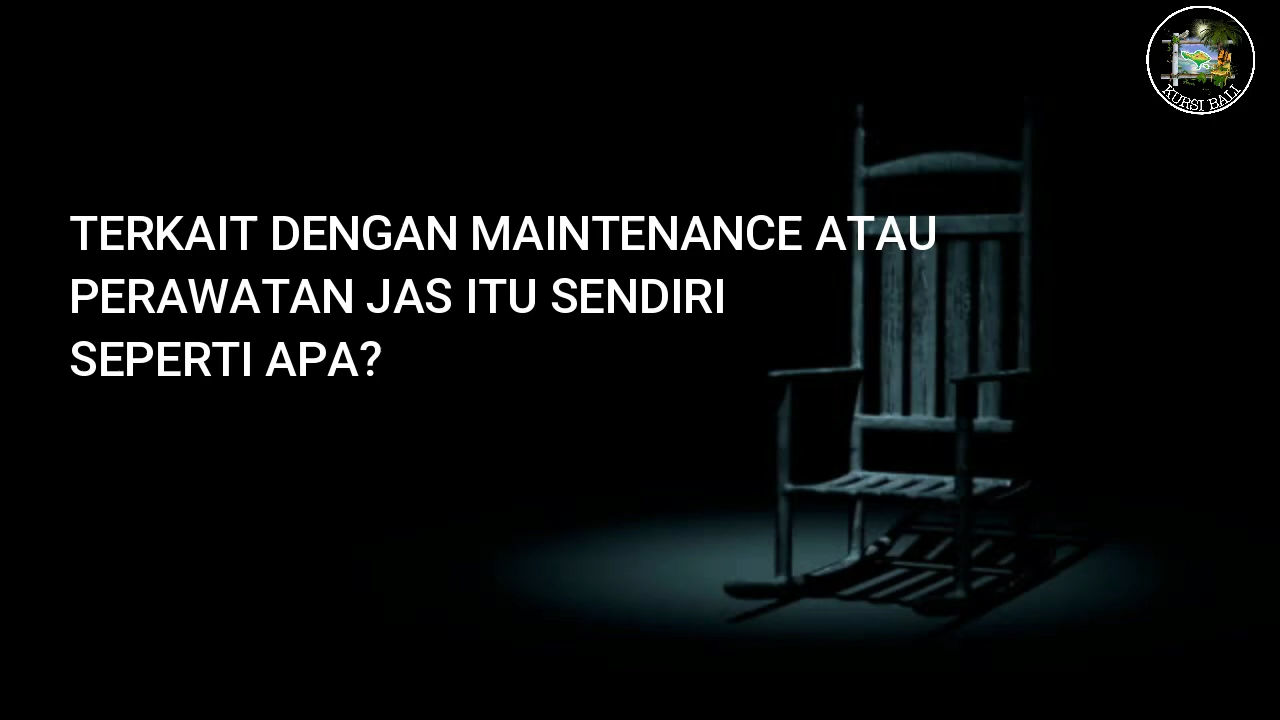 KURSI BALI
TERKAIT DENGAN MAINTENANCE ATAU
PERAWATAN JAS ITU SENDIRI
SEPERTI APA?